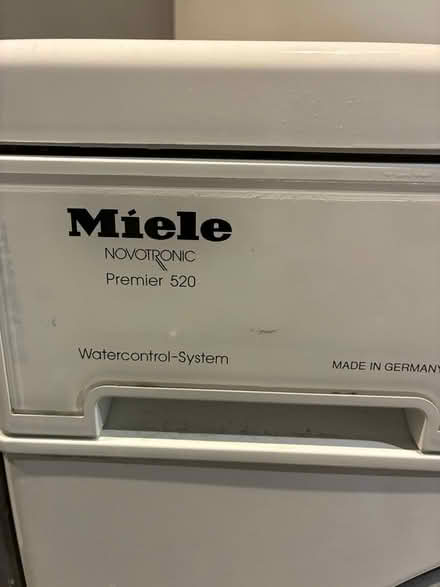 Miele
NOVOTRONIC
Premier 520
Watercontrol-System
MADE IN GERMANY